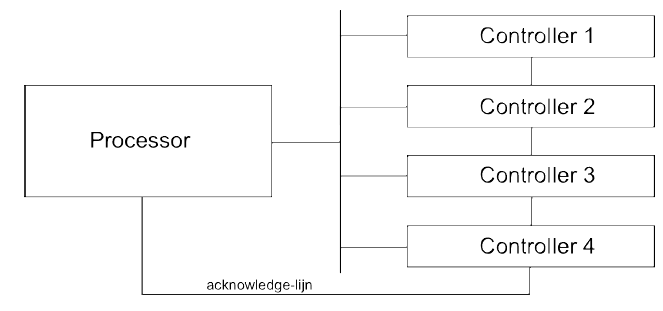 Controller 1
Controller 2
Processor
Controller 3
Controller 4
acknowledge-lijn